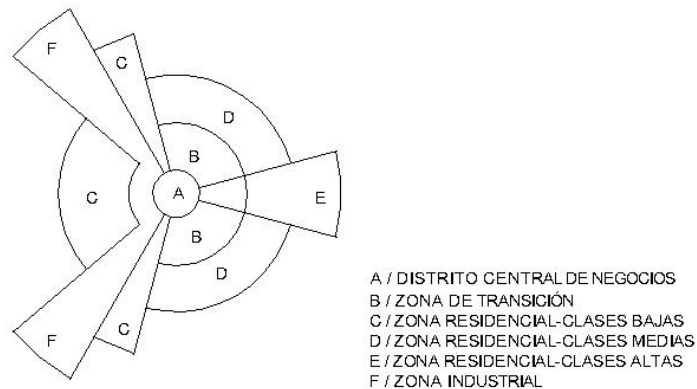 F
C
D
B
C
A
E
B
D
F
C
A / DISTRITO CENTRAL DE NEGOCIOS
B / ZONA DE TRANSICIÓN
C / ZONA RESIDENCIAL-CLASES BAJAS
D / ZONA RESIDENCIAL-CLASES MEDIAS
E / ZONA RESIDENCIAL-CLASES ALTAS
F / ZONA INDUSTRIAL